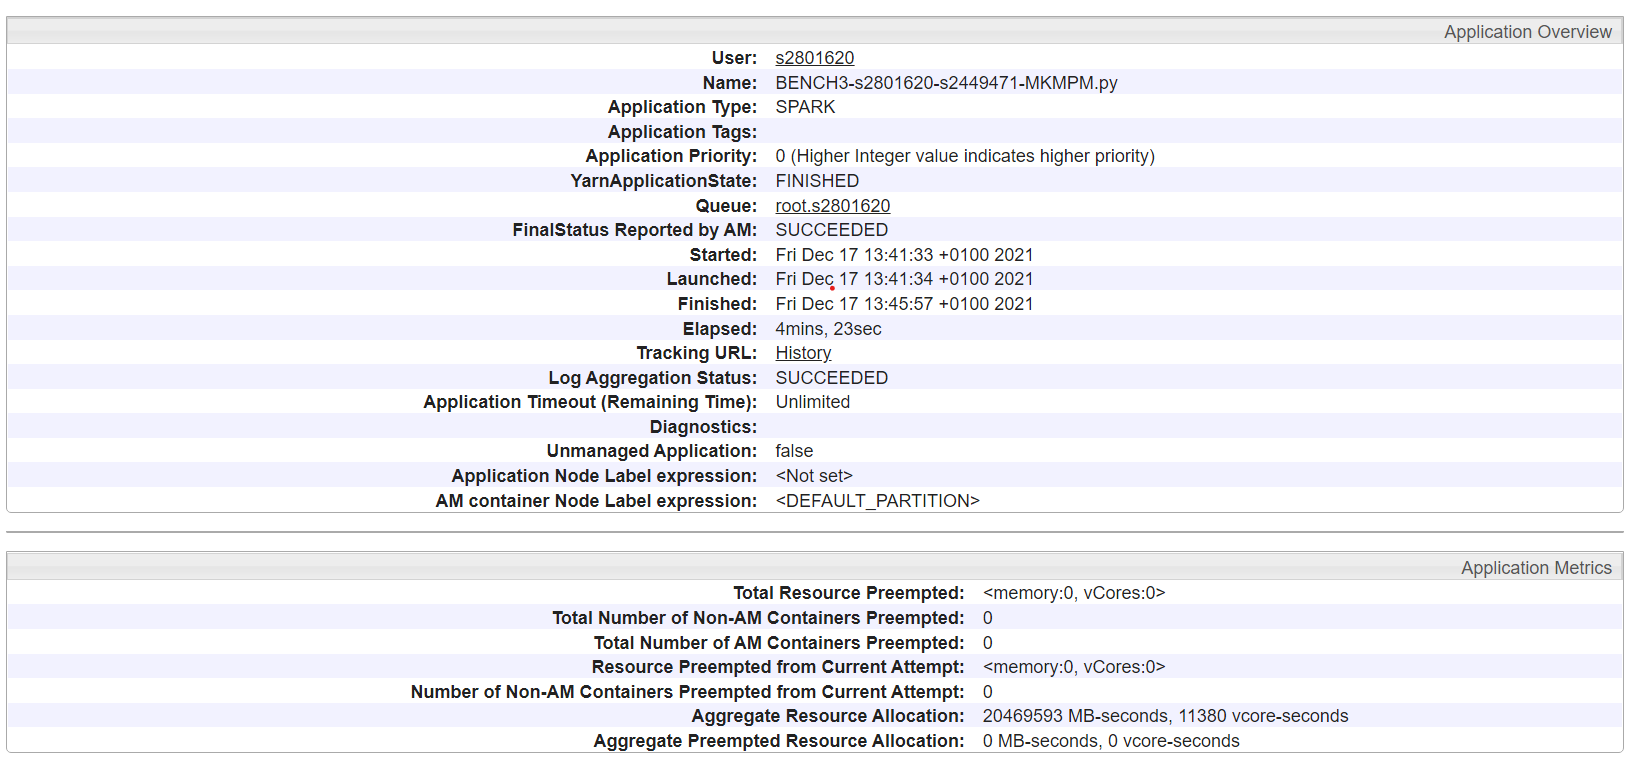 Application Overview
User: s2801620
Name: BENCH3-s2801620-s2449471-MKMPM.py
Application Type: SPARK
Application Tags:
Application Priority: 0 (Higher Integer value indicates higher priority)
YarnApplicationState: FINISHED
Queue: root.s2801620
FinalStatus Reported by AM: SUCCEEDED
Started: Fri Dec 17 13:41:33 +0100 2021
Launched: Fri Dec 17 13:41:34 +0100 2021
Finished: Fri Dec 17 13:45:57 +0100 2021
Elapsed: 4mins, 23sec
Tracking URL: History
Log Aggregation Status: SUCCEEDED
Application Timeout (Remaining Time): Unlimited
Diagnostics:
Unmanaged Application: false
Application Node Label expression: <Not set>
AM container Node Label expression: <DEFAULT_PARTITION>
Application Metrics
Total Resource Preempted: <memory:0, vCores:0>
Total Number of Non-AM Containers Preempted: 0
Total Number of AM Containers Preempted: 0
Resource Preempted from Current Attempt: <memory:0, vCores:0>
Number of Non-AM Containers Preempted from Current Attempt: 0
Aggregate Resource Allocation: 20469593 MB-seconds, 11380 vcore-seconds
Aggregate Preempted Resource Allocation: 0 MB-seconds, 0 vcore-seconds